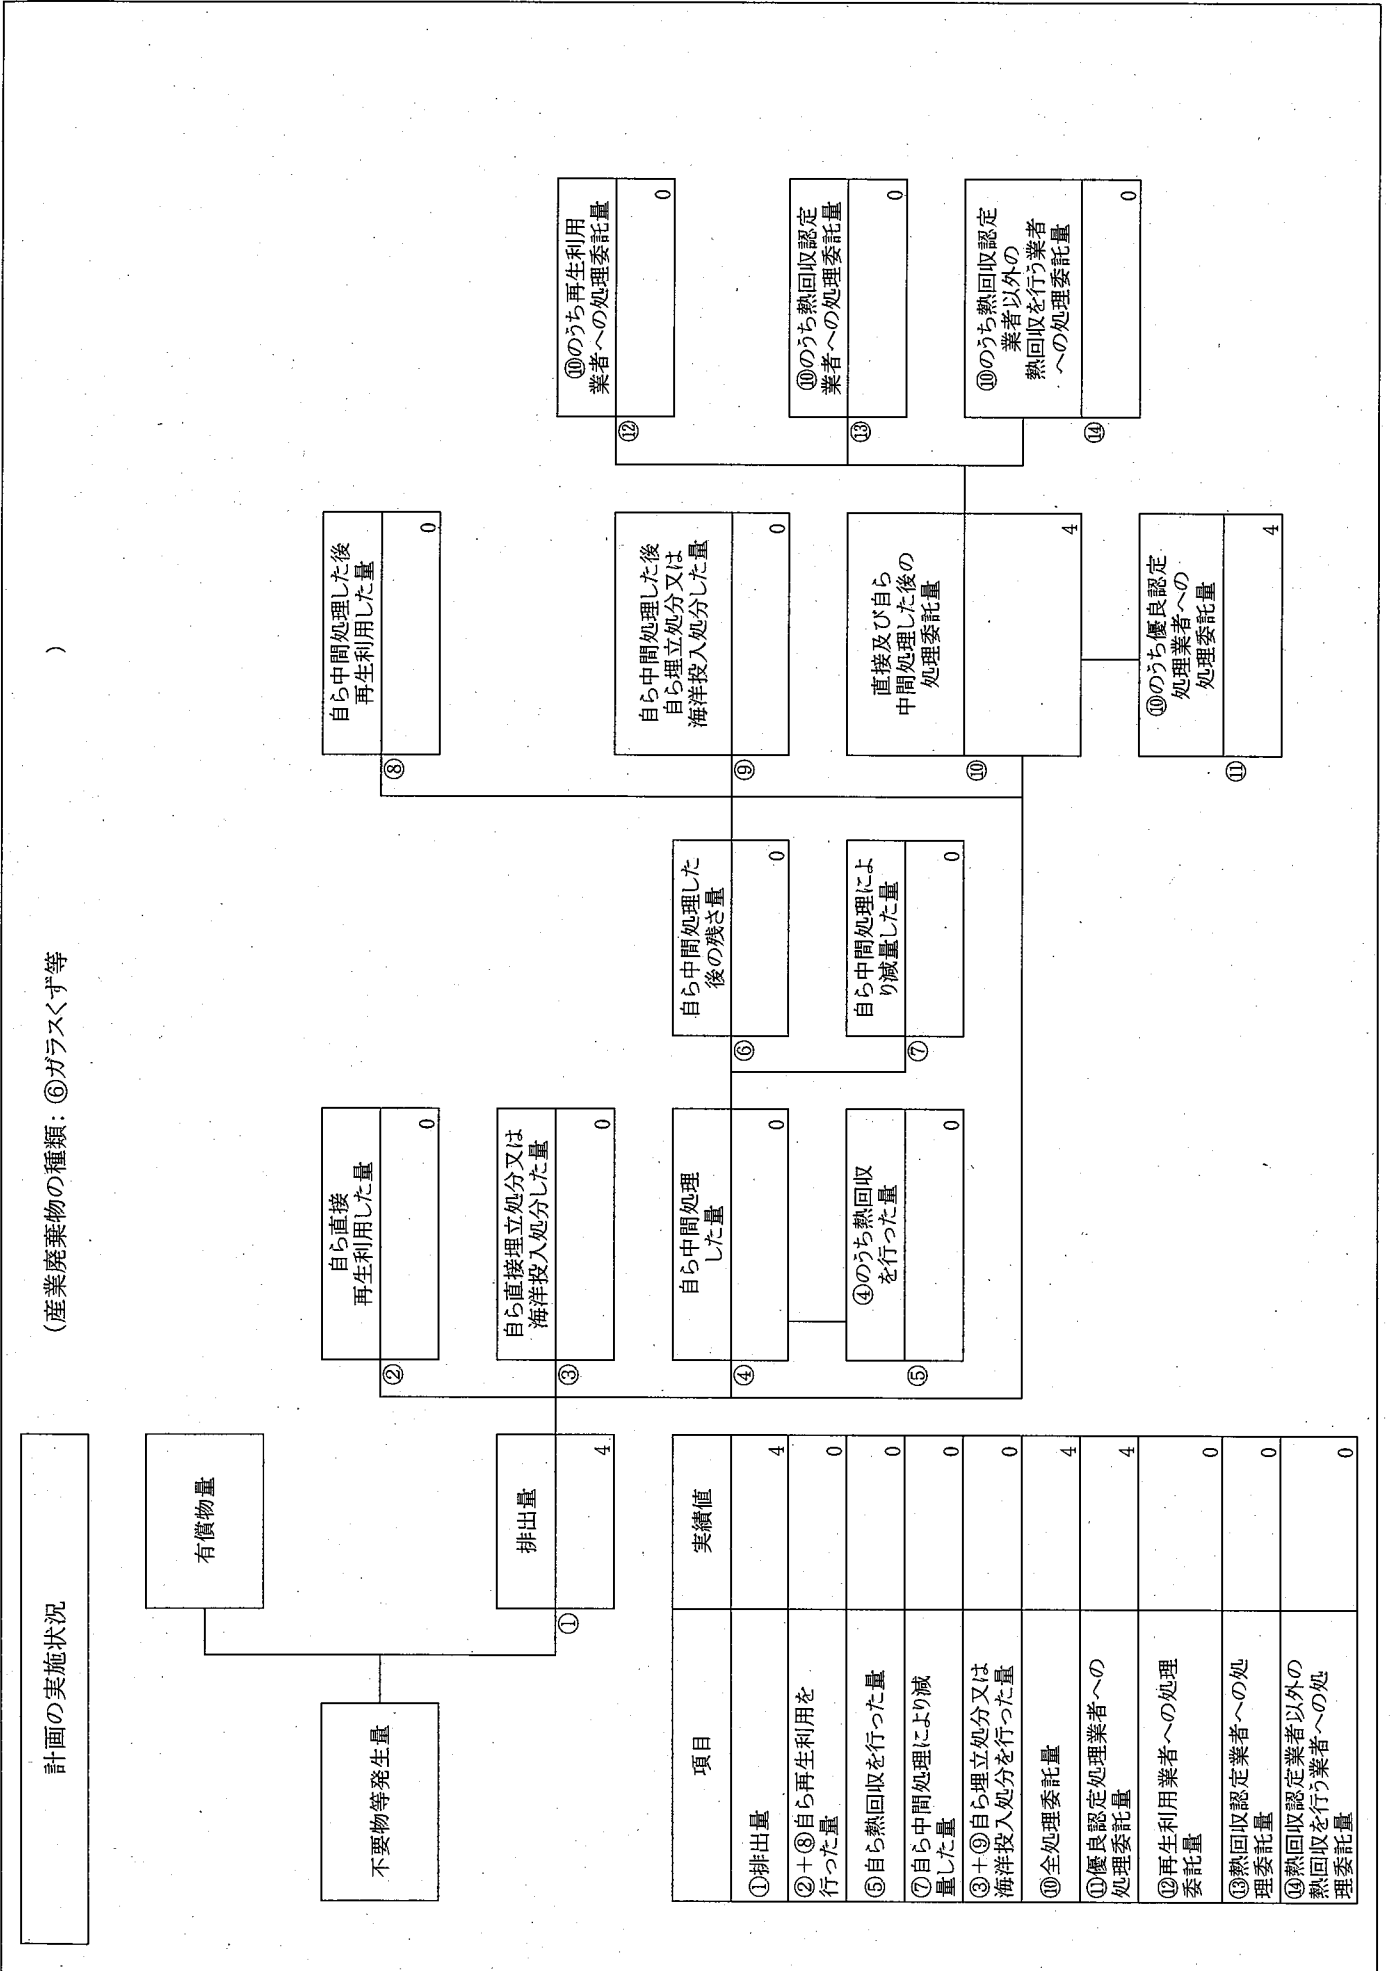 計画の実施状況
(産業廃棄物の種類：⑥ガラスくず等 )
不要物等発生量
有償物量
①
排出量
4
②
自ら直接
再生利用した量
0
③
自ら直接埋立処分又は
海洋投入処分した量
0
④
自ら中間処理
した量
0
⑤
④のうち熱回収
を行った量
0
⑥
自ら中間処理した
後の残さ量
0
⑦
自ら中間処理によ
り減量した量
0
⑧
自ら中間処理した後
再生利用した量
0
⑨
自ら中間処理した後
自ら埋立処分又は
海洋投入処分した量
0
⑩
直接及び自ら
中間処理した後の
処理委託量
4
⑪
⑩のうち優良認定
処理業者への
処理委託量
4
⑫
⑩のうち再生利用
業者への処理委託量
0
⑬
⑩のうち熱回収認定
業者への処理委託量
0
⑭
⑩のうち熱回収認定
業者以外の
熱回収を行う業者
への処理委託量
0
項目 実績値
①排出量 4
②+⑧自ら再生利用を
行った量 0
⑤自ら熱回収を行った量 0
⑦自ら中間処理により減
量した量 0
③+⑨自ら埋立処分又は
海洋投入処分を行った量 0
⑩全処理委託量 4
⑪優良認定処理業者への
処理委託量 4
⑫再生利用業者への処理
委託量 0
⑬熱回収認定業者への処
理委託量 0
⑭熱回収認定業者以外の
熱回収を行う業者への処
理委託量 0